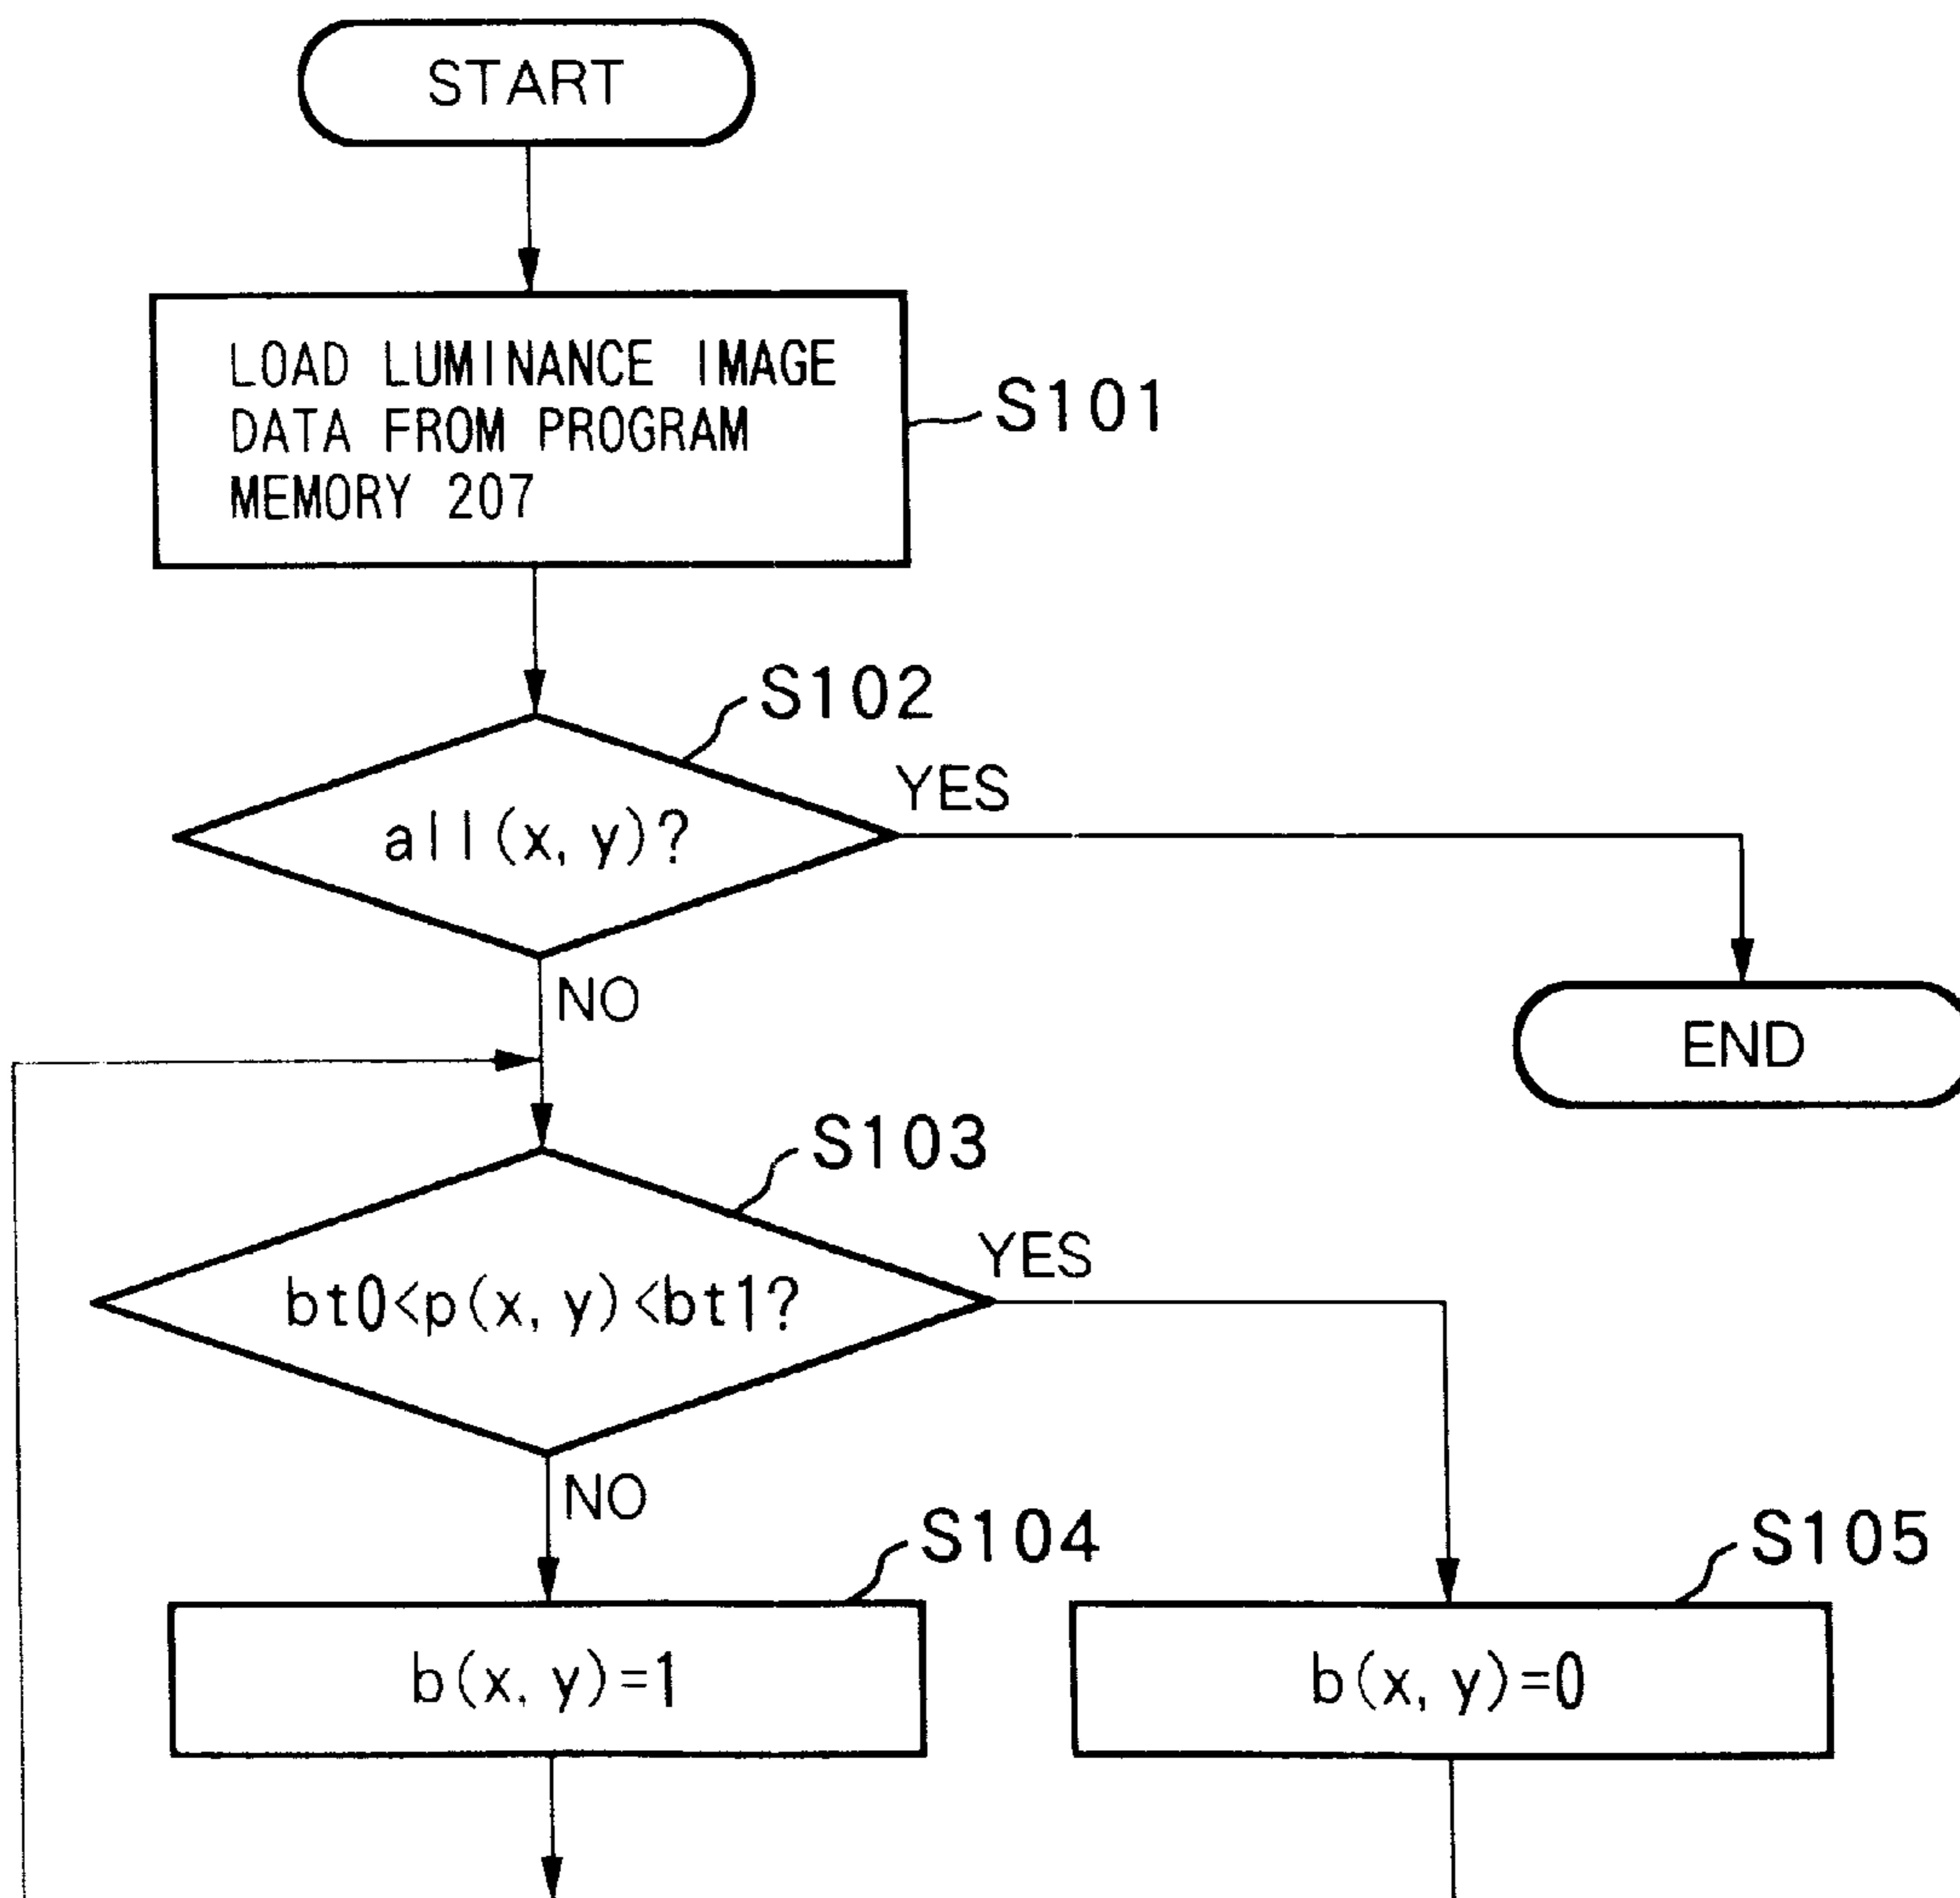 START
LOAD LUMINANCE IMAGE
DATA FROM PROGRAM
MEMORY 207
S101
S102
all(x, y)?
YES
NO
END
S103
bt0<p(x, y)<bt1?
YES
NO
S104
b(x, y)=1
S105
b(x, y)=0